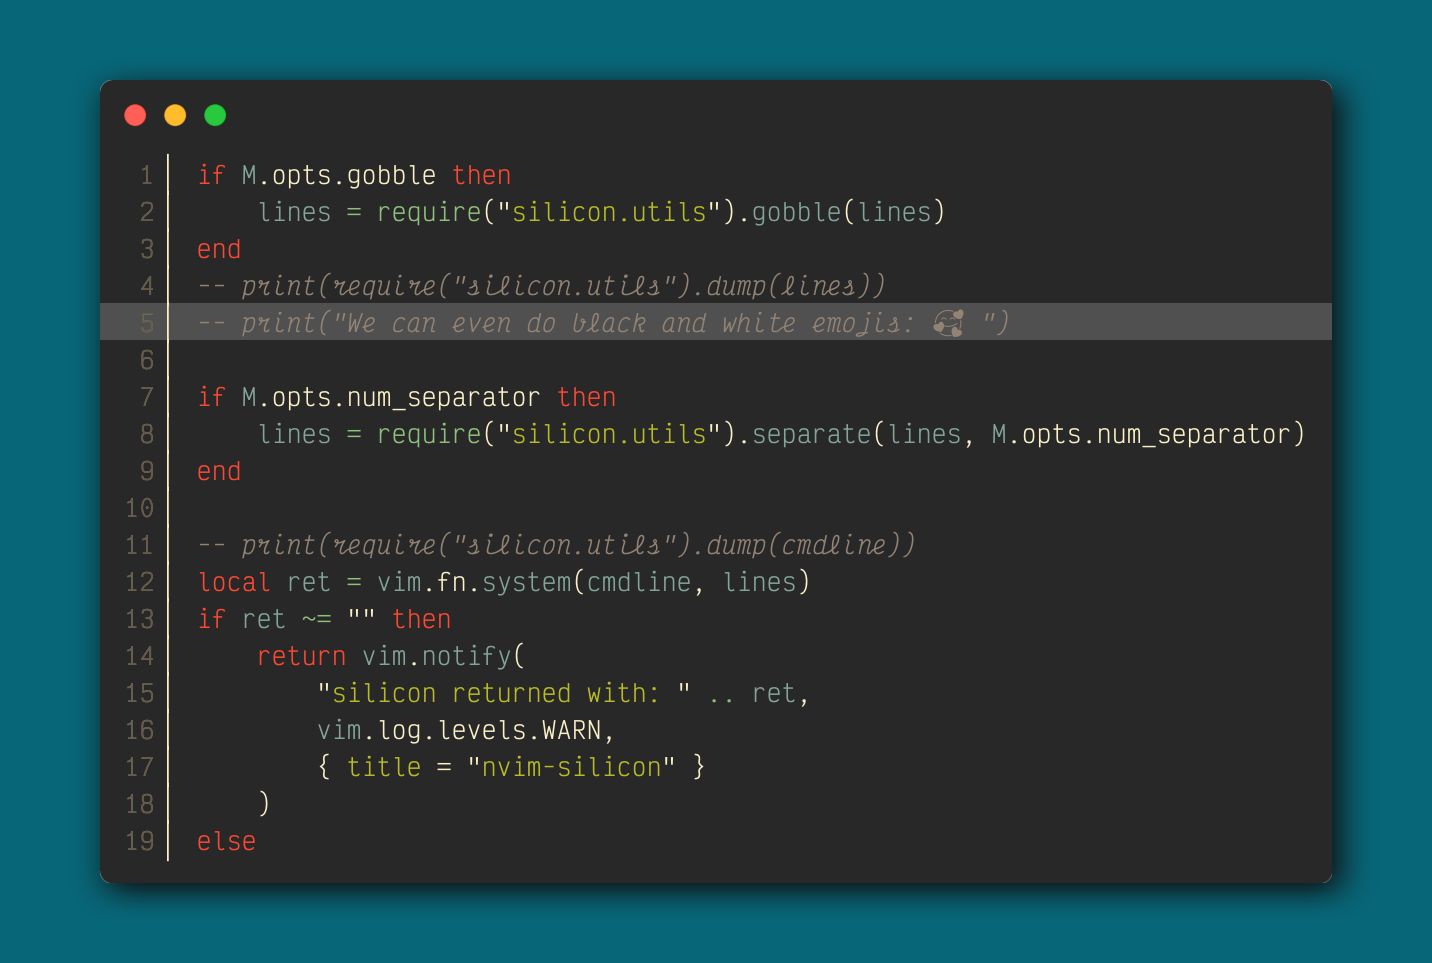 1 if M.opts.gobble then
2     lines = require("silicon.utils").gobble(lines)
3 end
4 -- print(require("silicon.utils").dump(lines))
5 -- print("We can even do black and white emojis: 🥰 ")
6
7 if M.opts.num_separator then
8     lines = require("silicon.utils").separate(lines, M.opts.num_separator)
9 end
10
11 -- print(require("silicon.utils").dump(cmdline))
12 local ret = vim.fn.system(cmdline, lines)
13 if ret ~= "" then
14     return vim.notify(
15         "silicon returned with: " .. ret,
16         vim.log.levels.WARN,
17         { title = "nvim-silicon" }
18     )
19 else